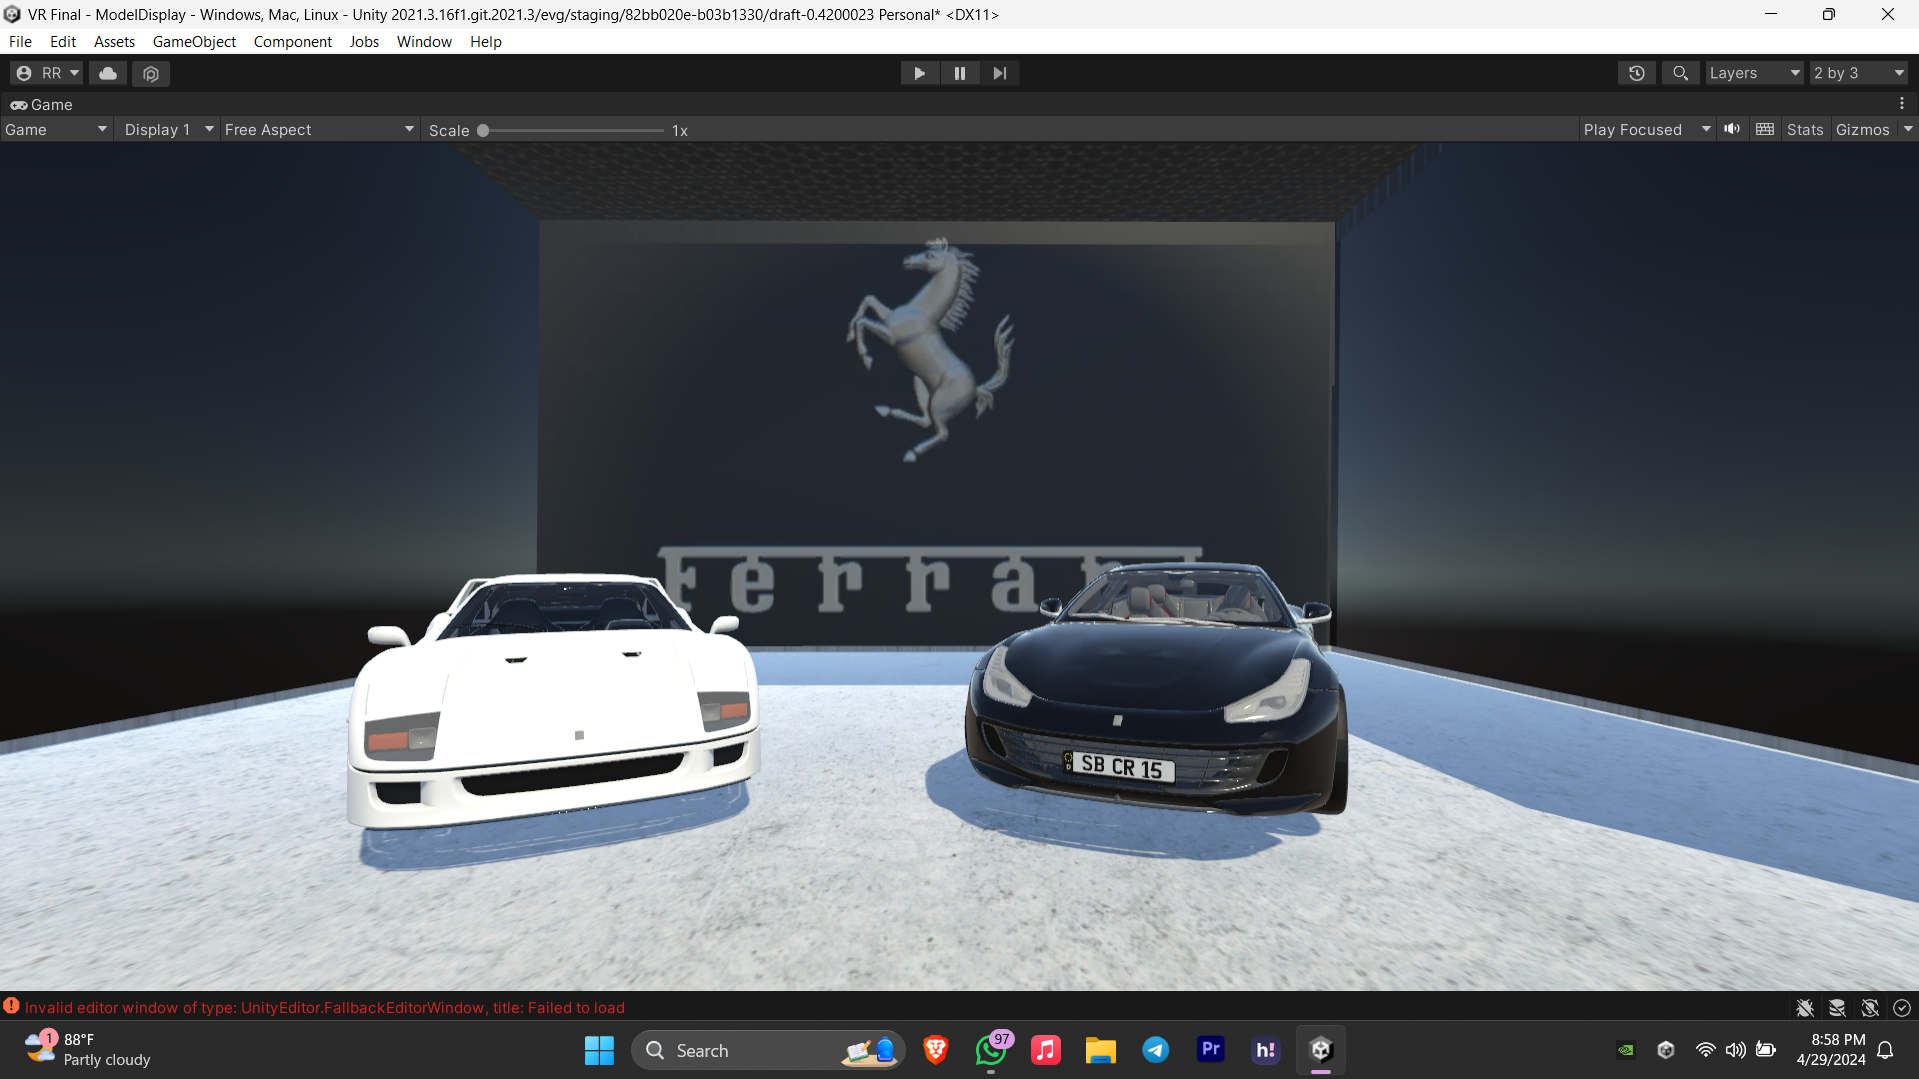 VR Final - ModelDisplay - Windows, Mac, Linux - Unity 2021.3.16f1.git.2021.3/evg/staging/82bb020e-b03b1330/draft-0.4200023 Personal* <DX11>
File Edit Assets GameObject Component Jobs Window Help
RR Layers 2 by 3
Game
Game Display 1 Free Aspect Scale 1x Play Focused Stats Gizmos
Ferrari
SB CR 15
Invalid editor window of type: UnityEditor.FallbackEditorWindow, title: Failed to load
1 88°F
Partly cloudy
Search
97
Pr
h!
8:58 PM
4/29/2024